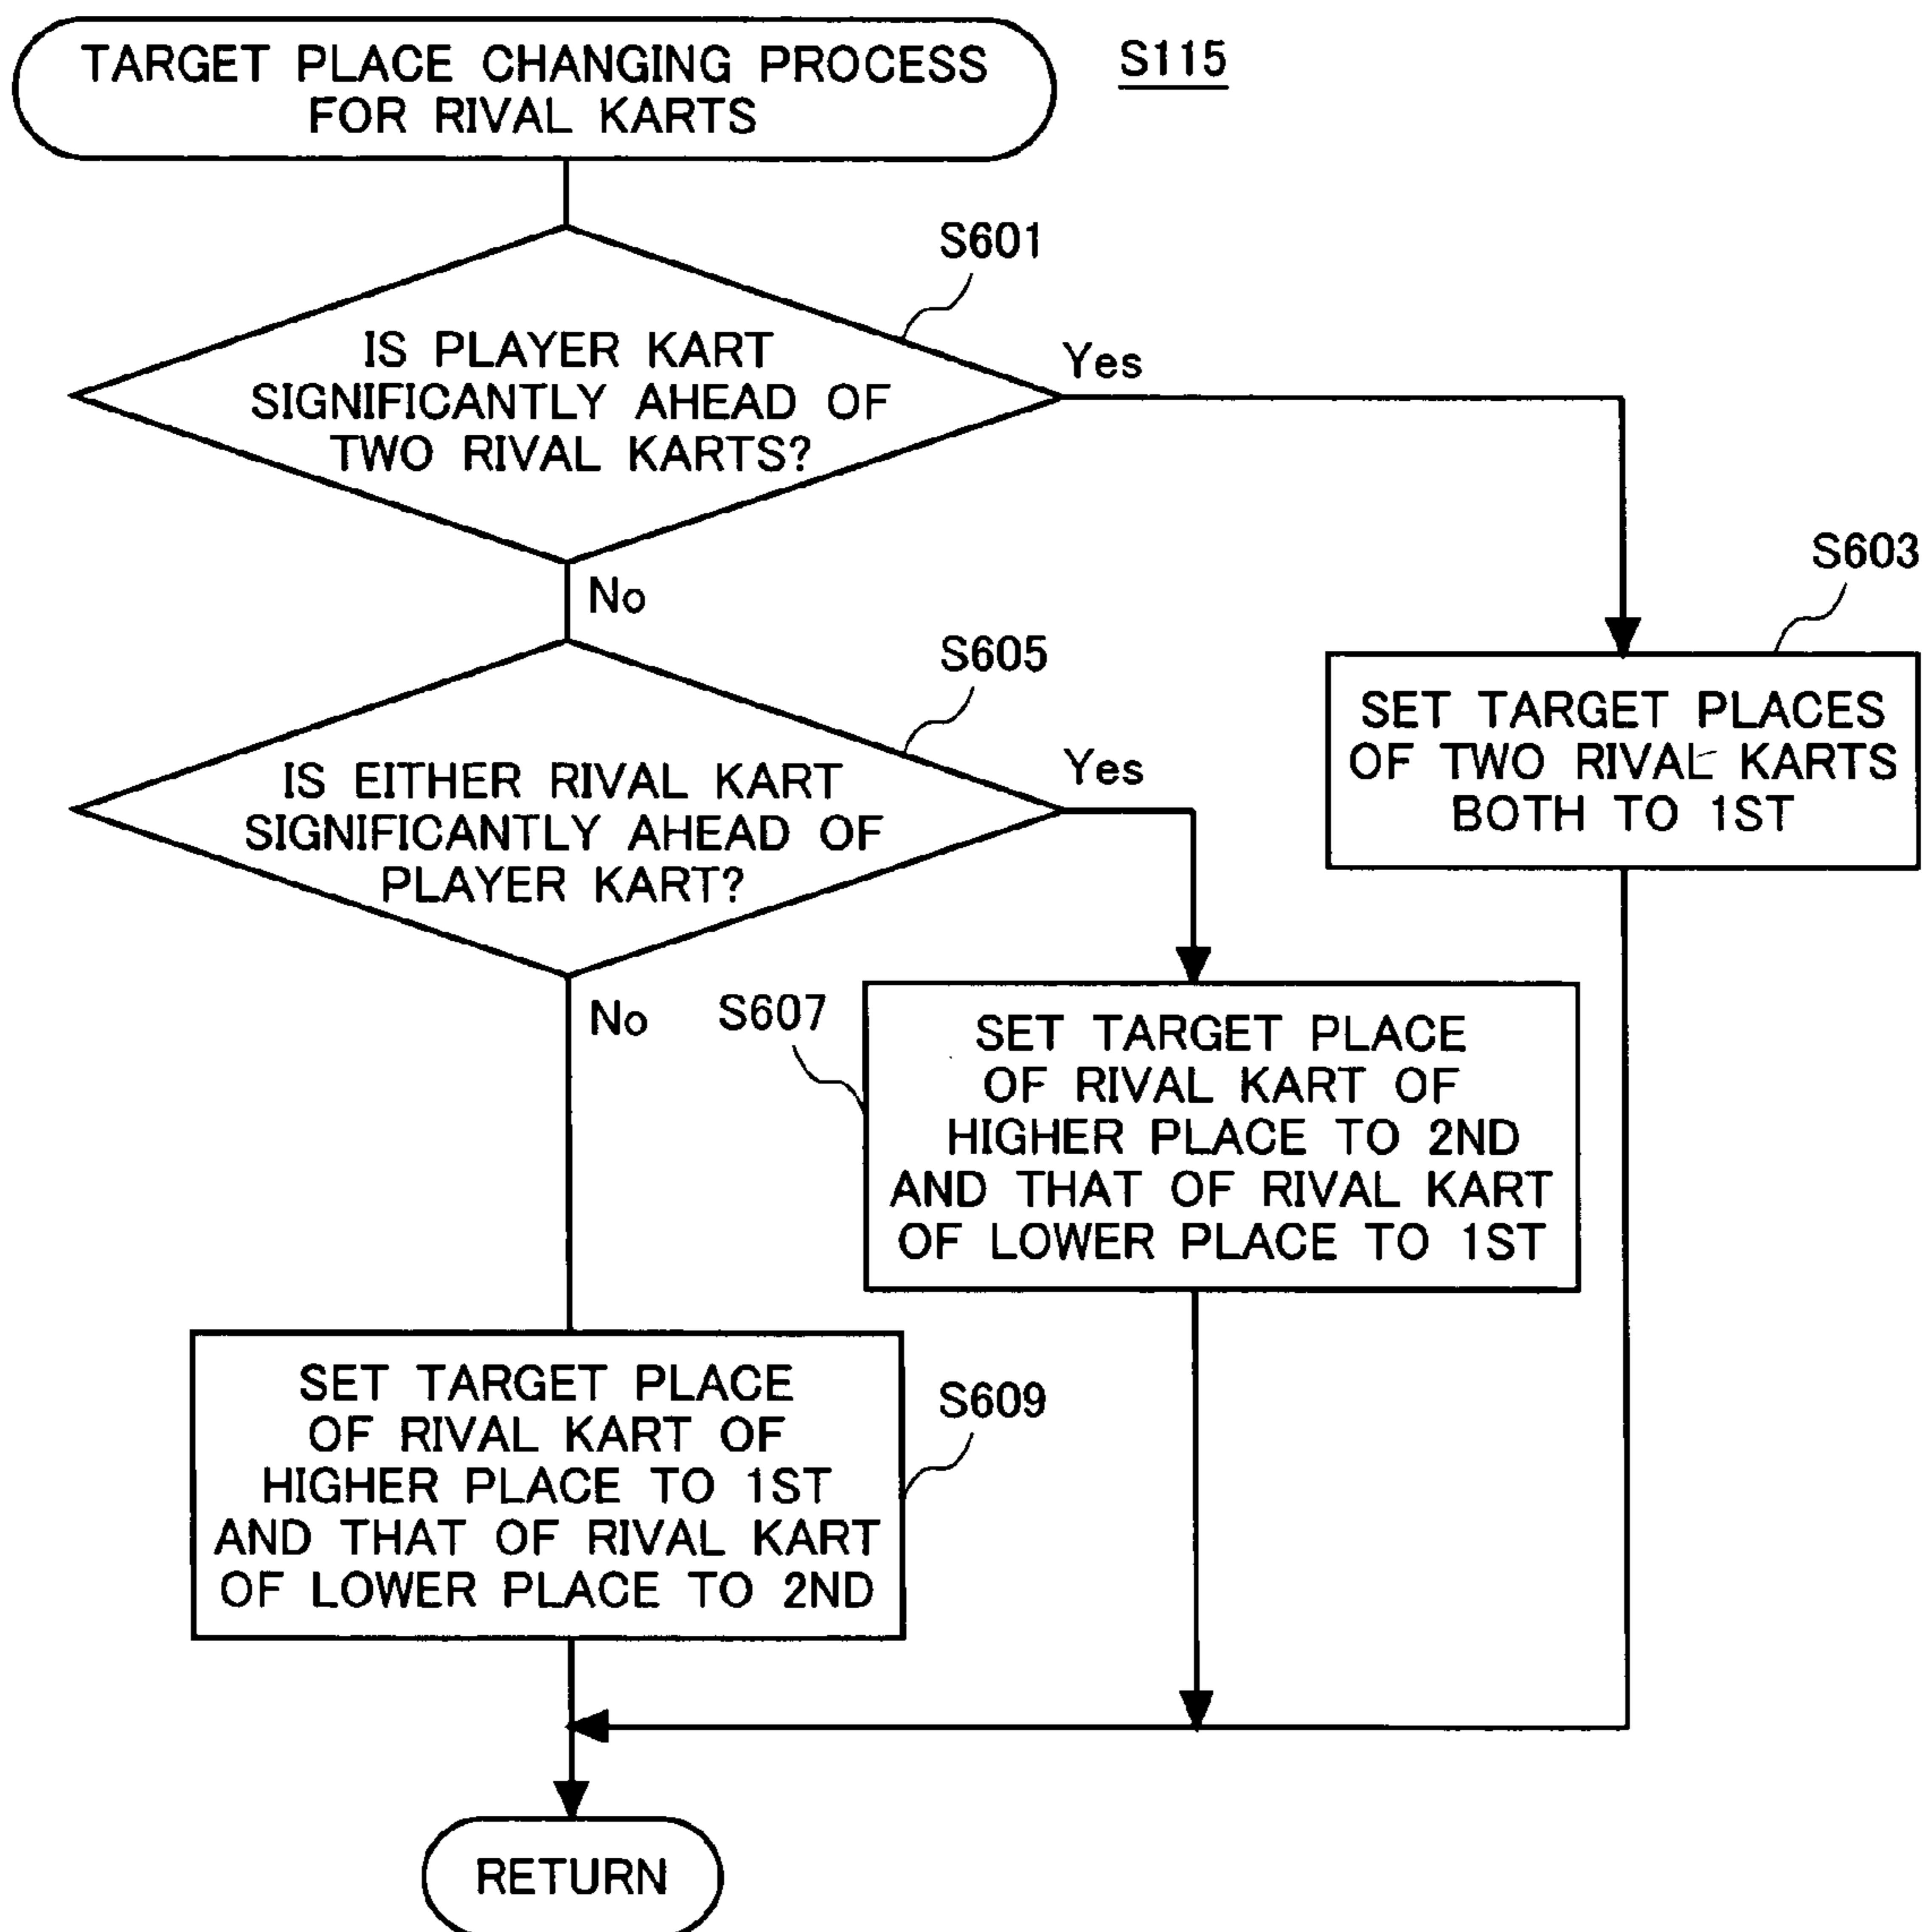 TARGET PLACE CHANGING PROCESS
FOR RIVAL KARTS
S115
S601
IS PLAYER KART
SIGNIFICANTLY AHEAD OF
TWO RIVAL KARTS?
Yes
No
S603
SET TARGET PLACES
OF TWO RIVAL KARTS
BOTH TO 1ST
S605
IS EITHER RIVAL KART
SIGNIFICANTLY AHEAD OF
PLAYER KART?
Yes
No
S607
SET TARGET PLACE
OF RIVAL KART OF
HIGHER PLACE TO 2ND
AND THAT OF RIVAL KART
OF LOWER PLACE TO 1ST
SET TARGET PLACE
OF RIVAL KART OF
HIGHER PLACE TO 1ST
AND THAT OF RIVAL KART
OF LOWER PLACE TO 2ND
S609
RETURN